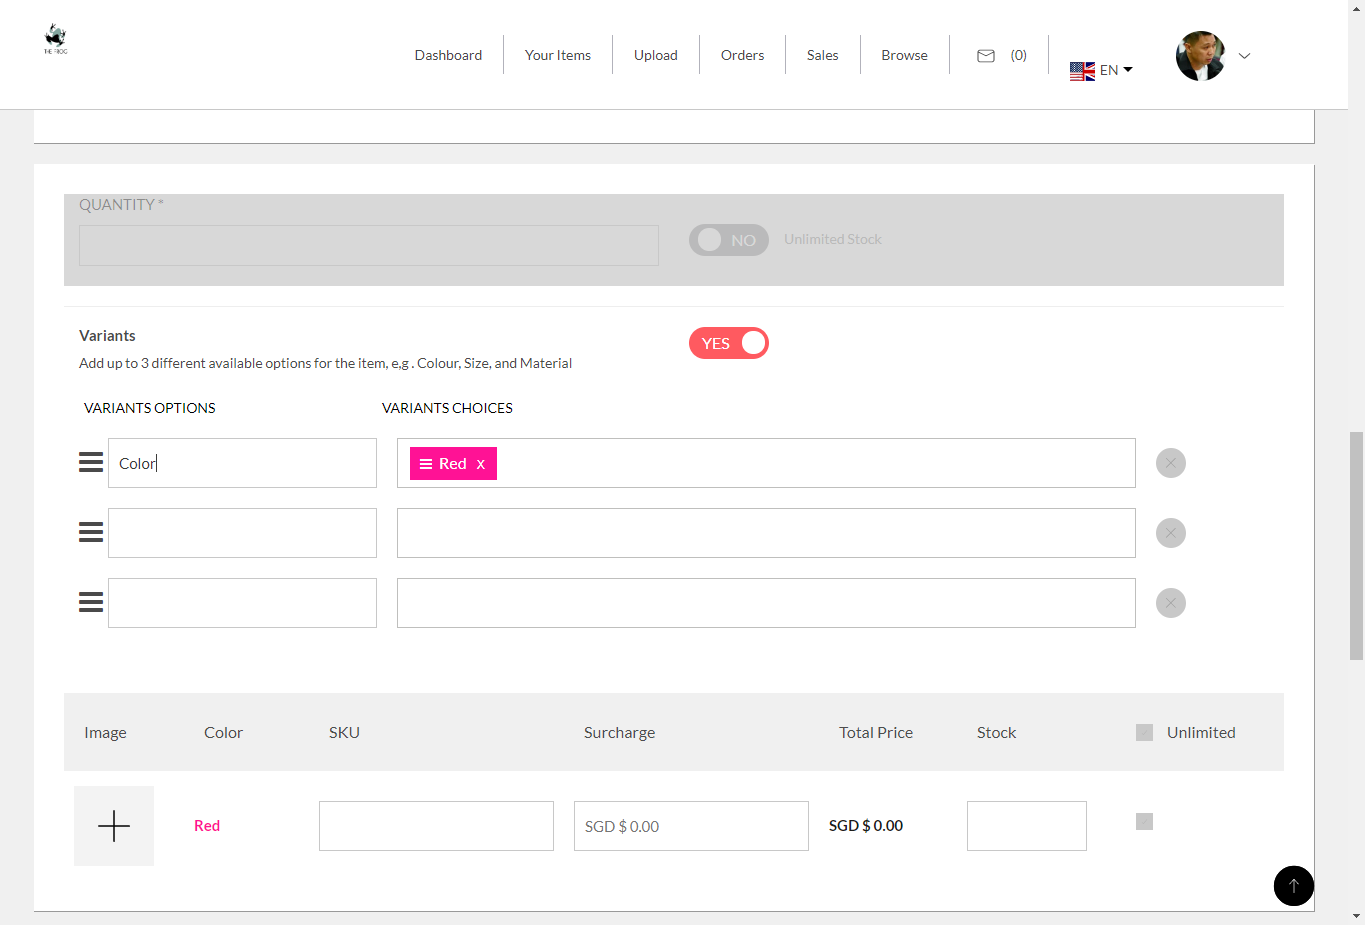 THE FROG
Dashboard
Your Items
Upload
Orders
Sales
Browse
(0)
EN
QUANTITY *
NO
Unlimited Stock
Variants
YES
Add up to 3 different available options for the item, e,g . Colour, Size, and Material
VARIANTS OPTIONS
VARIANTS CHOICES
Color
Red x
Image
Color
SKU
Surcharge
Total Price
Stock
Unlimited
Red
SGD $ 0.00
SGD $ 0.00